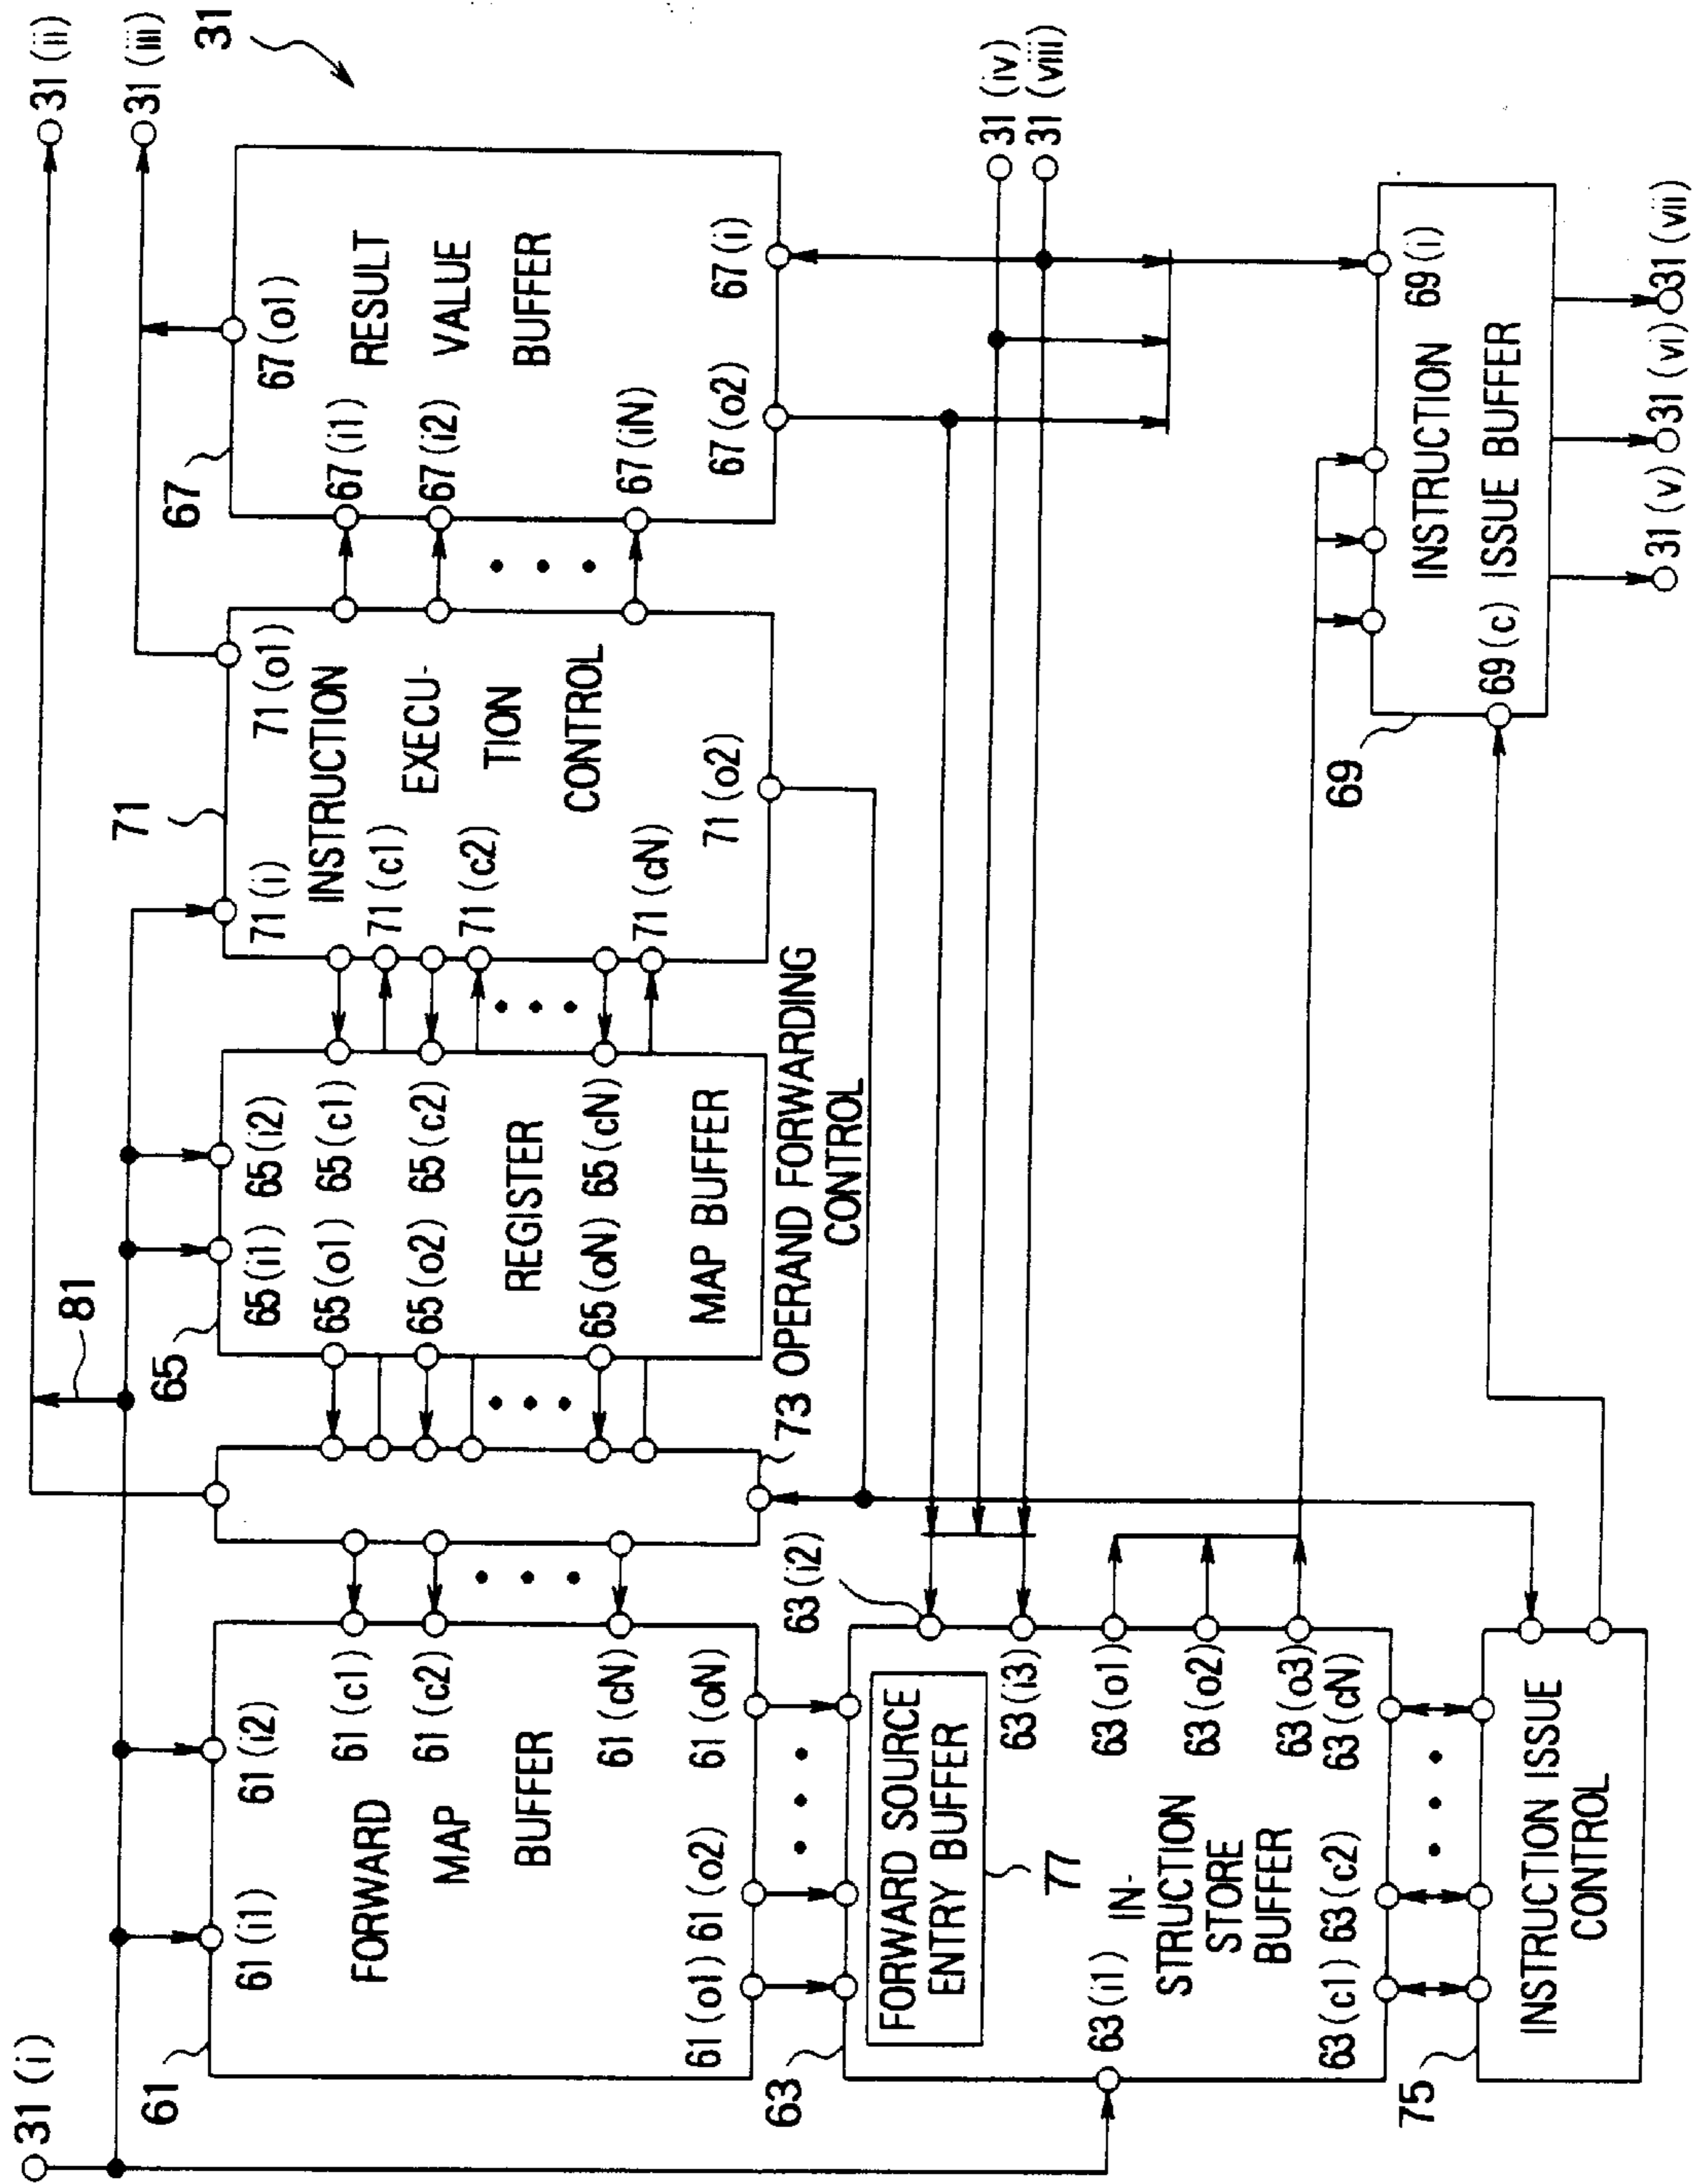 31 (i)
31 (ii)
31 (iii)
31
81
61
61 (i1)
61 (i2)
FORWARD
MAP
BUFFER
61 (c1)
61 (c2)
61 (cN)
61 (o1)
61 (o2)
61 (oN)
65
65 (i1)
65 (i2)
65 (o1)
65 (c1)
65 (o2)
65 (c2)
REGISTER
65 (oN)
65 (cN)
MAP BUFFER
73 OPERAND FORWARDING
CONTROL
71
71 (i)
71 (o1)
INSTRUCTION
EXECU-
TION
CONTROL
71 (c1)
71 (c2)
71 (cN)
71 (o2)
67
67 (o1)
67 (i1)
67 (i2)
67 (iN)
RESULT
VALUE
BUFFER
67 (o2)
67 (i)
31 (iv)
31 (viii)
63
FORWARD SOURCE
ENTRY BUFFER
77
63 (i1)
63 (i2)
63 (i3)
63 (o1)
63 (o2)
63 (o3)
IN-
STRUCTION
STORE
BUFFER
63 (c1)
63 (c2)
63 (cN)
75
INSTRUCTION ISSUE
CONTROL
69
69 (i)
INSTRUCTION
69 (c) ISSUE BUFFER
31 (v)
31 (vi)
31 (vii)